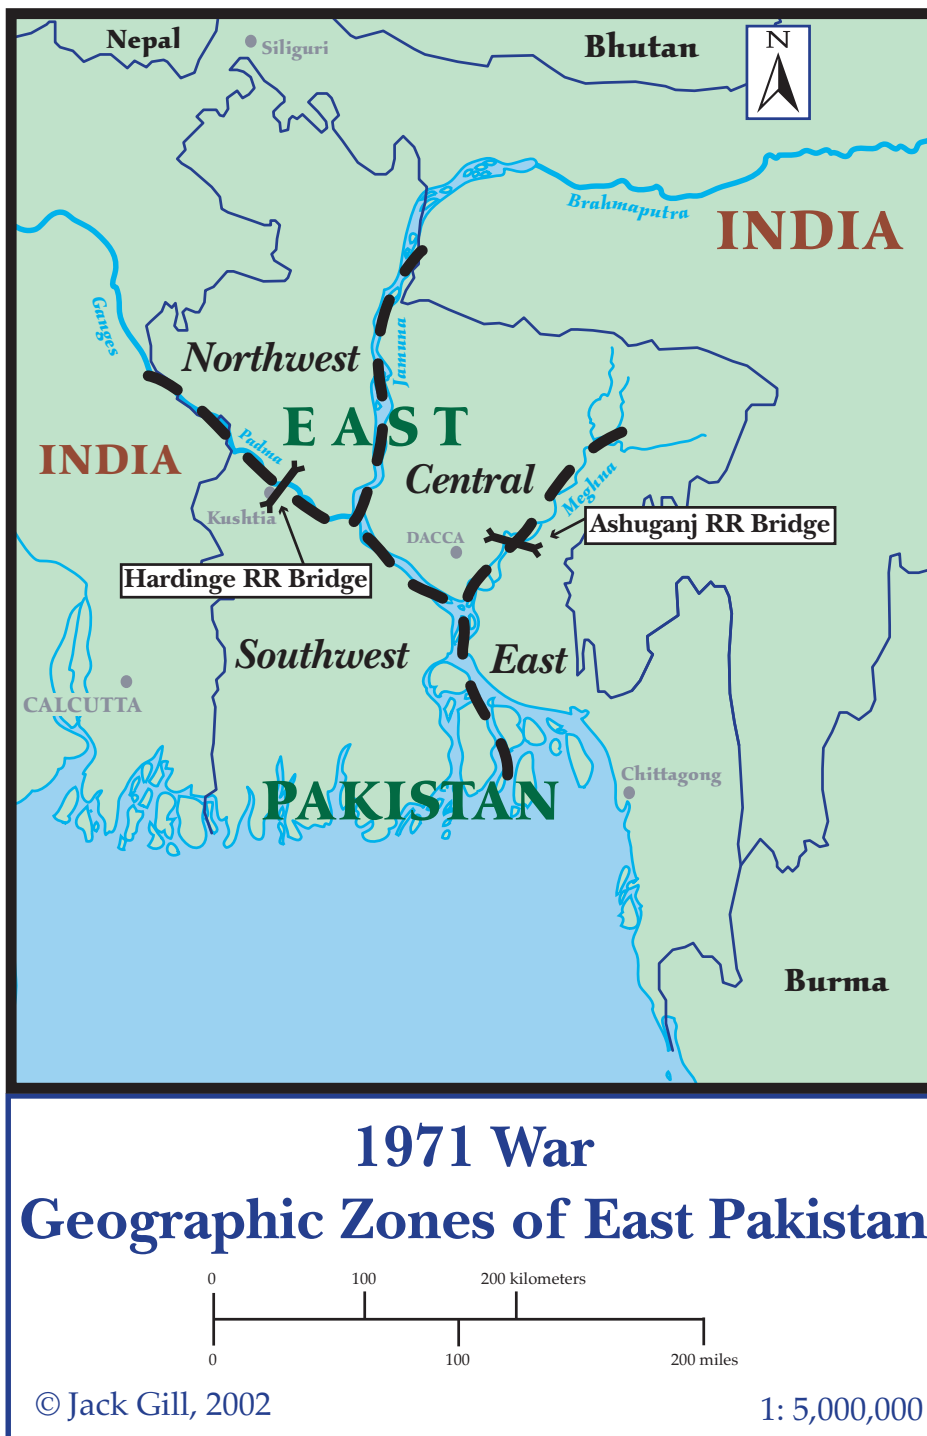 Nepal
Siliguri
Bhutan
N
Brahmaputra
INDIA
Ganges
Jamuna
Northwest
EAST
INDIA
Padma
Central
Meghna
Kushtia
DACCA
Ashuganj RR Bridge
Hardinge RR Bridge
Southwest
East
CALCUTTA
Chittagong
PAKISTAN
Burma
1971 War
Geographic Zones of East Pakistan
0 100 200 kilometers
0 100 200 miles
© Jack Gill, 2002
1: 5,000,000